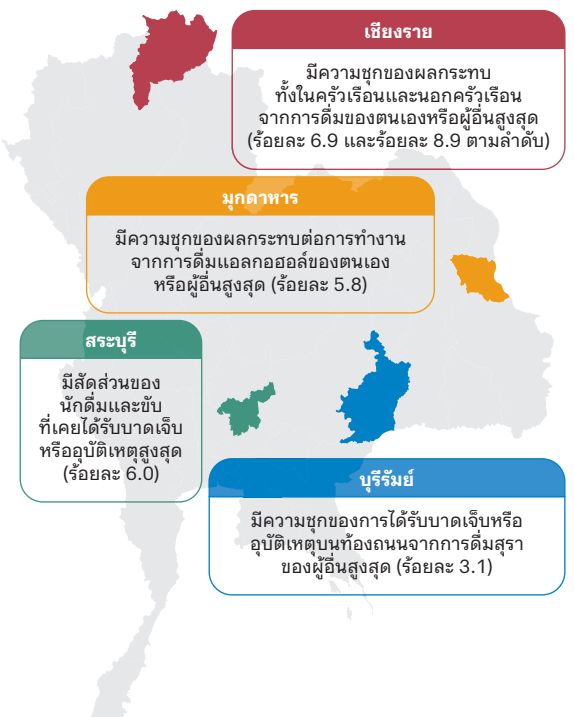 เชียงราย
มีความชุกของผลกระทบ
ทั้งในครัวเรือนและนอกครัวเรือน
จากการดื่มของตนเองหรือผู้อื่นสูงสุด
(ร้อยละ 6.9 และร้อยละ 8.9 ตามลำดับ)
มุกดาหาร
มีความชุกของผลกระทบต่อการทำงาน
จากการดื่มแอลกอฮอล์ของตนเอง
หรือผู้อื่นสูงสุด (ร้อยละ 5.8)
สระบุรี
มีสัดส่วนของ
นักดื่มและขับ
ที่เคยได้รับบาดเจ็บ
หรืออุบัติเหตุสูงสุด
(ร้อยละ 6.0)
บุรีรัมย์
มีความชุกของการได้รับบาดเจ็บหรือ
อุบัติเหตุบนท้องถนนจากการดื่มสุรา
ของผู้อื่นสูงสุด (ร้อยละ 3.1)